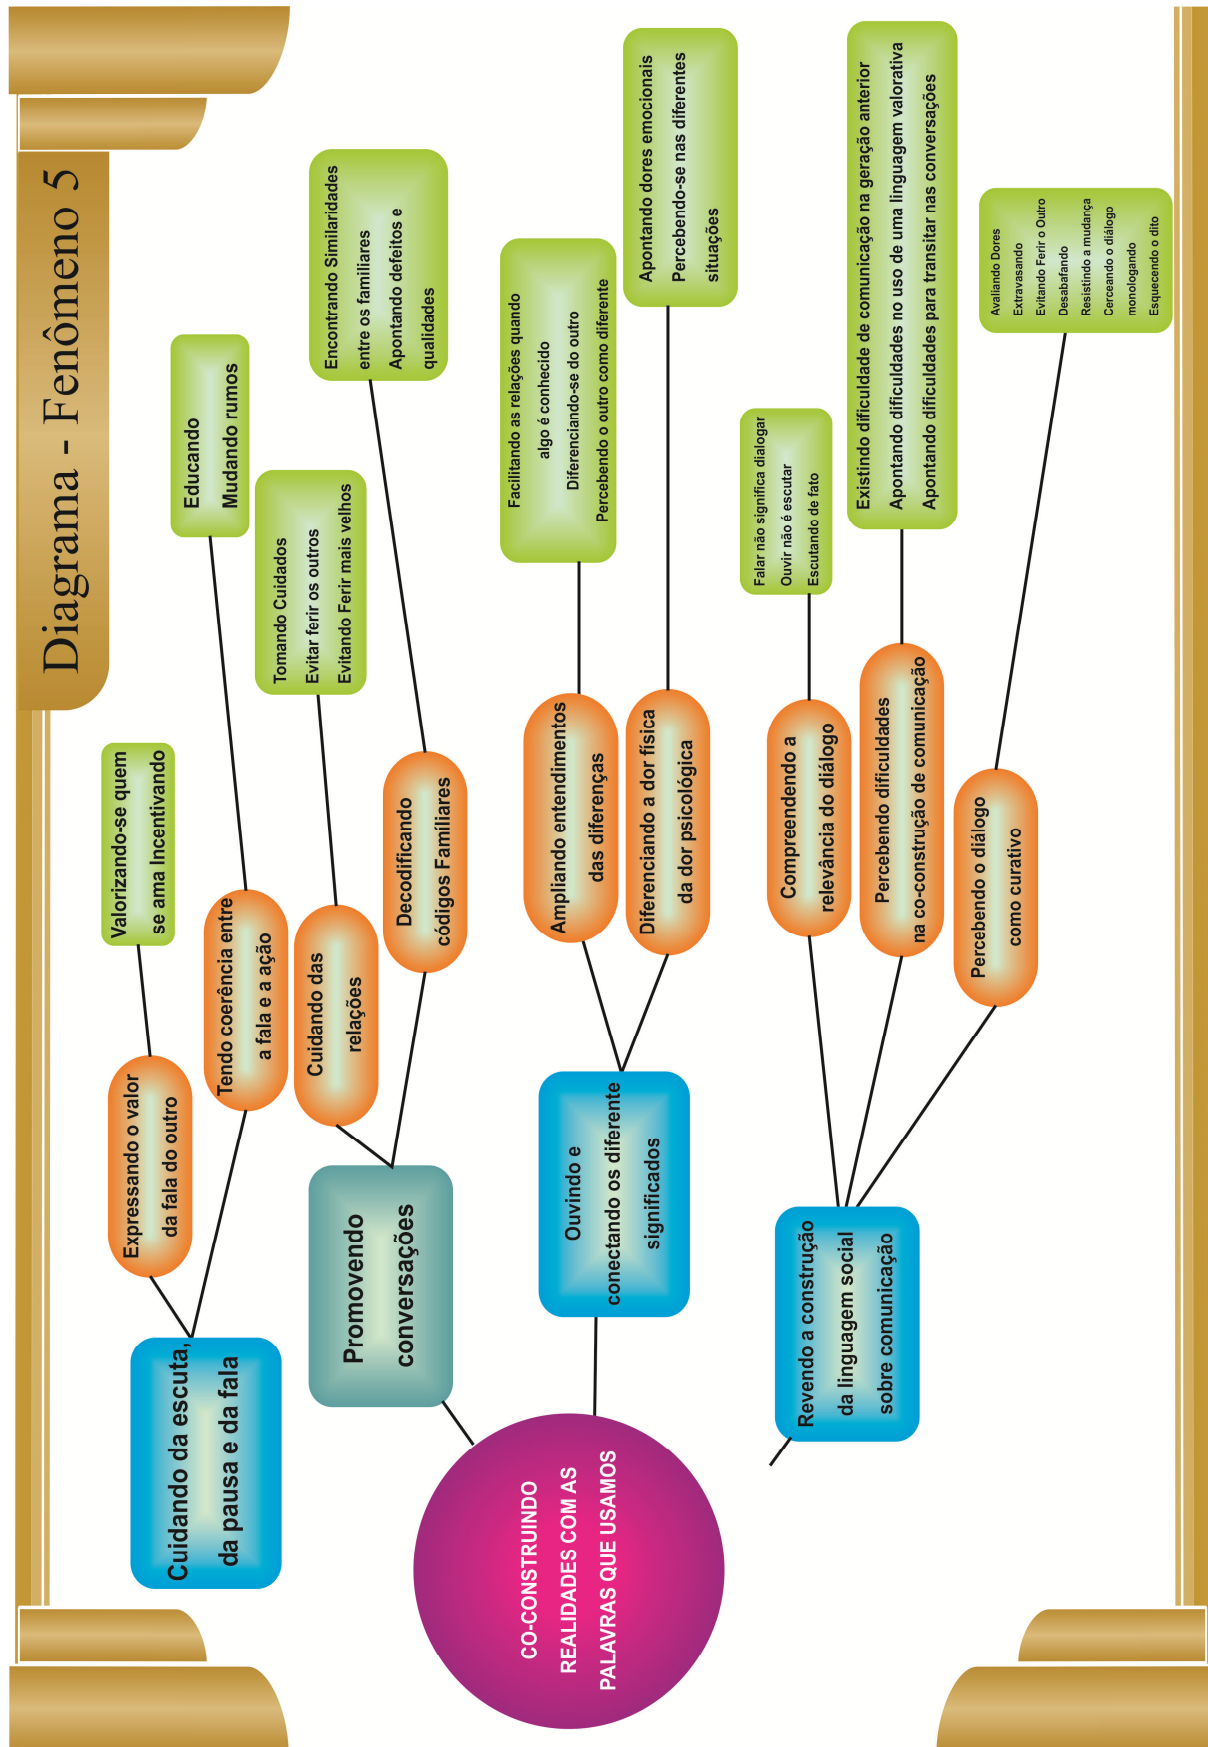 Diagrama - Fenômeno 5
CO-CONSTRUINDO
REALIDADES COM AS
PALAVRAS QUE USAMOS
Cuidando da escuta,
da pausa e da fala
Expressando o valor
da fala do outro
Valorizando-se quem
se ama Incentivando
Tendo coerência entre
a fala e a ação
Educando
Mudando rumos
Promovendo
conversações
Cuidando das
relações
Tomando Cuidados
Evitar ferir os outros
Evitando Ferir mais velhos
Decodificando
códigos Familiares
Encontrando Similaridades
entre os familiares
Apontando defeitos e
qualidades
Ouvindo e
conectando os diferente
significados
Ampliando entendimentos
das diferenças
Facilitando as relações quando
algo é conhecido
Diferenciando-se do outro
Percebendo o outro como diferente
Diferenciando a dor física
da dor psicológica
Apontando dores emocionais
Percebendo-se nas diferentes
situações
Revendo a construção
da linguagem social
sobre comunicação
Compreendendo a
relevância do diálogo
Falar não significa dialogar
Ouvir não é escutar
Escutando de fato
Percebendo dificuldades
na co-construção de comunicação
Existindo dificuldade de comunicação na geração anterior
Apontando dificuldades no uso de uma linguagem valorativa
Apontando dificuldades para transitar nas conversações
Percebendo o diálogo
como curativo
Avaliando Dores
Extravasando
Evitando Ferir o Outro
Desabafando
Resistindo a mudança
Cerceando o diálogo
monologando
Esquecendo o dito